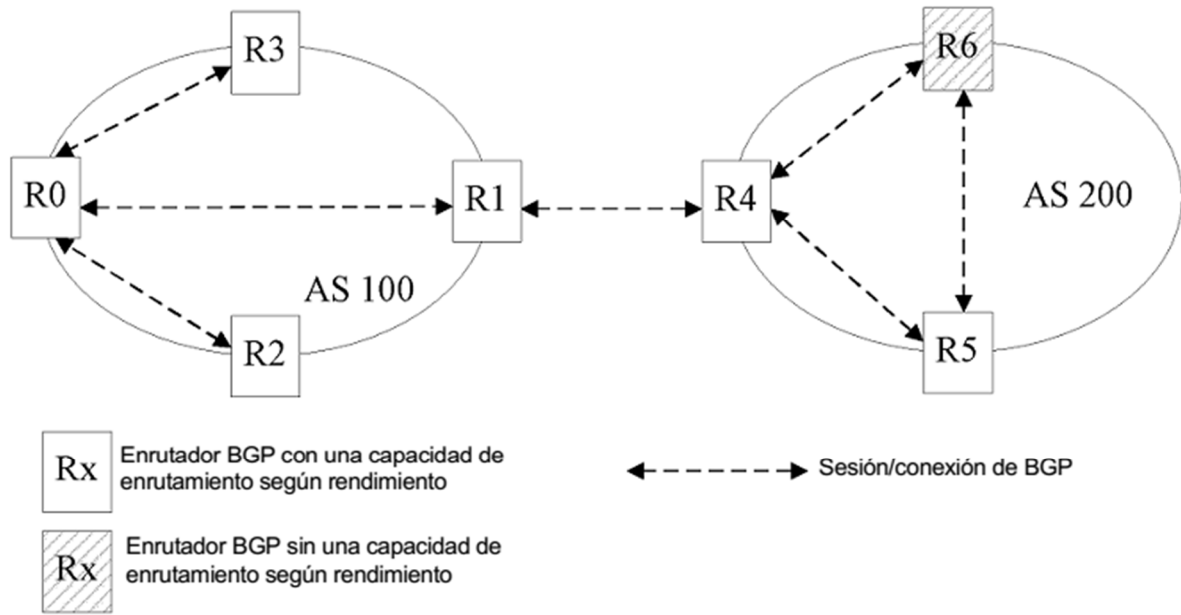 R3
R6
R0
R1
R4
AS 200
AS 100
R2
R5
Rx
Enrutador BGP con una capacidad de
enrutamiento según rendimiento
Sesión/conexión de BGP
Rx
Enrutador BGP sin una capacidad de
enrutamiento según rendimiento